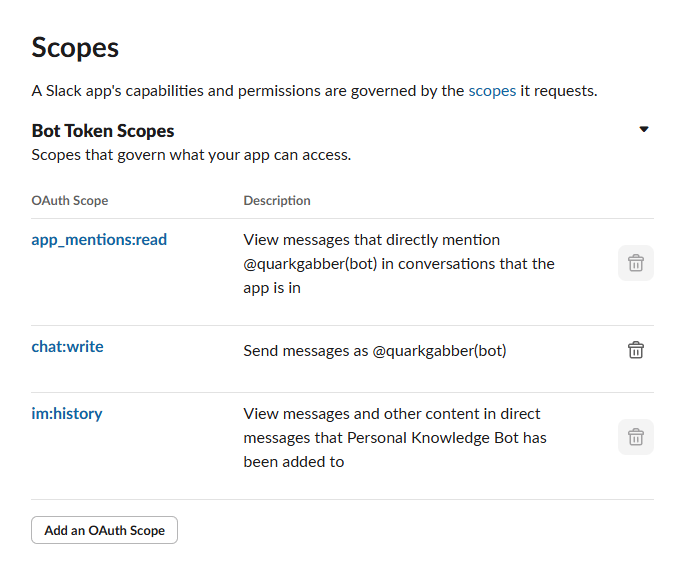 Scopes
A Slack app's capabilities and permissions are governed by the scopes it requests.
Bot Token Scopes
Scopes that govern what your app can access.
OAuth Scope Description
app_mentions:read View messages that directly mention
@quarkgabber(bot) in conversations that the
app is in
chat:write Send messages as @quarkgabber(bot)
im:history View messages and other content in direct
messages that Personal Knowledge Bot has
been added to
Add an OAuth Scope